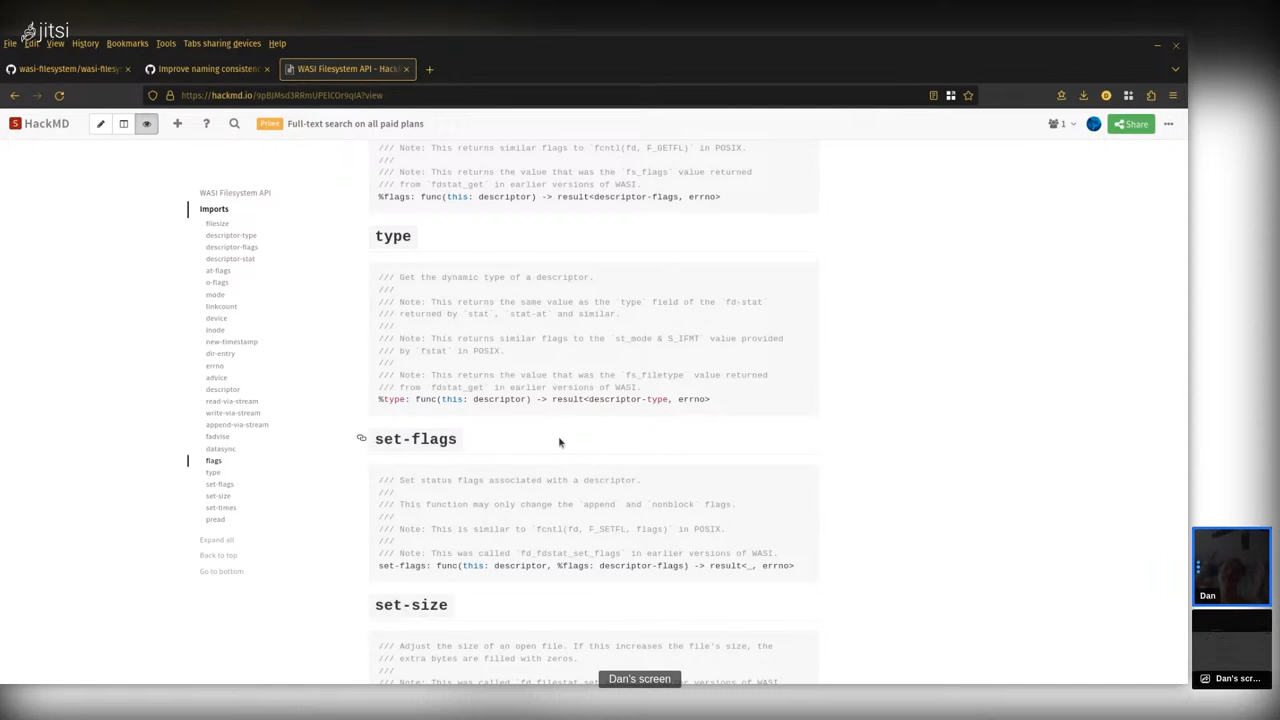 jitsi
File Edit View History Bookmarks Tools Tabs sharing devices Help
wasi-filesystem/wasi-filesy
Improve naming consistenc
WASI Filesystem API - Hack
https://hackmd.io/9pBJMsd3RRmUPElCOr9qIA?view
HackMD
Prime Full-text search on all paid plans
1
Share
WASI Filesystem API
Imports
filesize
descriptor-type
descriptor-flags
descriptor-stat
at-flags
o-flags
mode
linkcount
device
inode
new-timestamp
dir-entry
errno
advice
descriptor
read-via-stream
write-via-stream
append-via-stream
fadvise
datasync
flags
type
set-flags
set-size
set-times
pread
Expand all
Back to top
Go to bottom
/// Note: This returns similar flags to `fcntl(fd, F_GETFL)` in POSIX.
///
/// Note: This returns the value that was the `fs_flags` value returned
/// from `fdstat_get` in earlier versions of WASI.
%flags: func(this: descriptor) -> result<descriptor-flags, errno>
type
/// Get the dynamic type of a descriptor.
///
/// Note: This returns the same value as the `type` field of the `fd-stat
/// returned by `stat`, `stat-at` and similar.
///
/// Note: This returns similar flags to the `st_mode & S_IFMT` value provided
/// by `fstat` in POSIX.
///
/// Note: This returns the value that was the `fs_filetype` value returned
/// from `fdstat_get` in earlier versions of WASI.
%type: func(this: descriptor) -> result<descriptor-type, errno>
set-flags
/// Set status flags associated with a descriptor.
///
/// This function may only change the `append` and `nonblock` flags.
///
/// Note: This is similar to `fcntl(fd, F_SETFL, flags)` in POSIX.
///
/// Note: This was called `fd_fdstat_set_flags` in earlier versions of WASI.
set-flags: func(this: descriptor, %flags: descriptor-flags) -> result<_, errno>
set-size
/// Adjust the size of an open file. If this increases the file's size, the
/// extra bytes are filled with zeros.
///
/// Note: This was called `fd_filestat_set
er versions of WASI.
Dan's screen
Dan
Dan's scr...